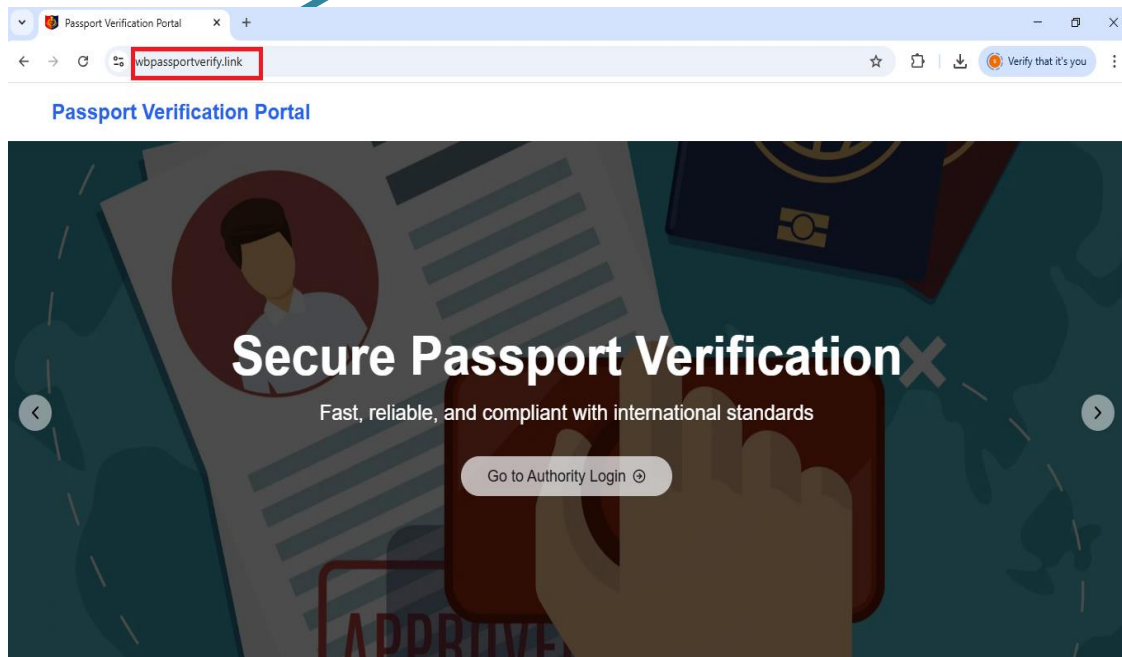 Passport Verification Portal
wbpassportverify.link
Verify that it's you
Passport Verification Portal
Secure Passport Verification
Fast, reliable, and compliant with international standards
Go to Authority Login
APPROVE